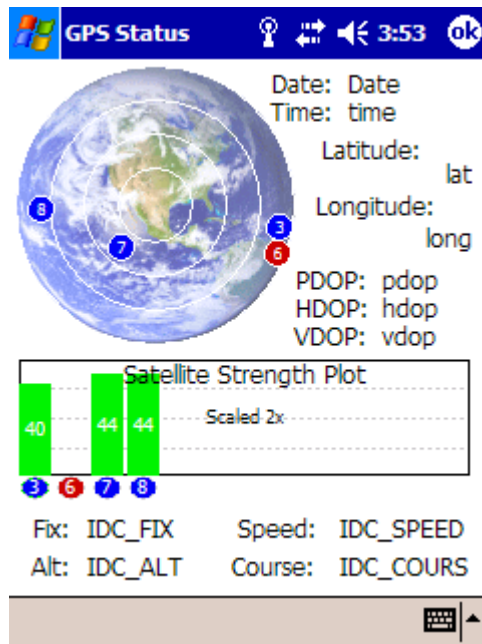 GPS Status 3:53 ok
Date: Date
Time: time
Latitude:
lat
Longitude:
long
PDOP: pdop
HDOP: hdop
VDOP: vdop
8
7
3
6
Satellite Strength Plot
Scaled 2x
40 44 44
3 6 7 8
Fix: IDC_FIX Speed: IDC_SPEED
Alt: IDC_ALT Course: IDC_COURS